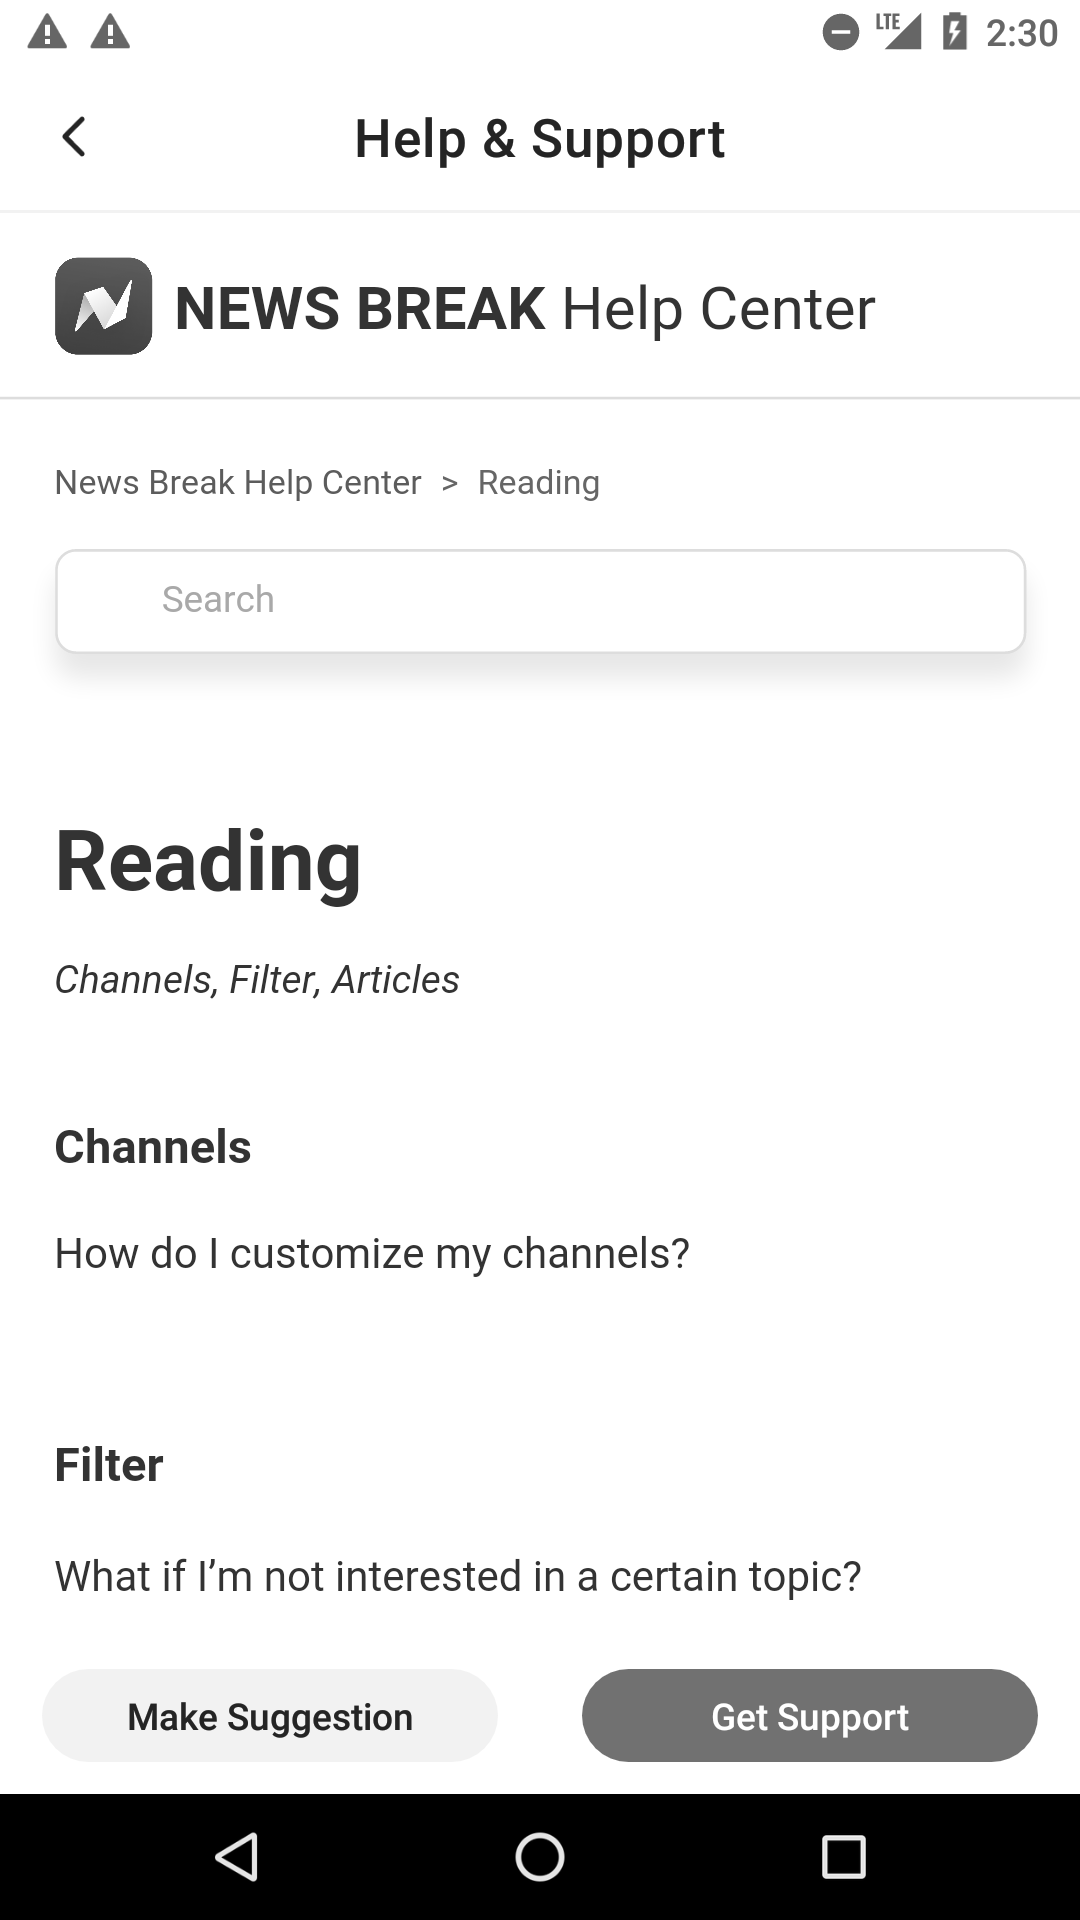 LTE 2:30
Help & Support
NEWS BREAK Help Center
News Break Help Center > Reading
Search
Reading
Channels, Filter, Articles
Channels
How do I customize my channels?
Filter
What if I’m not interested in a certain topic?
Make Suggestion Get Support